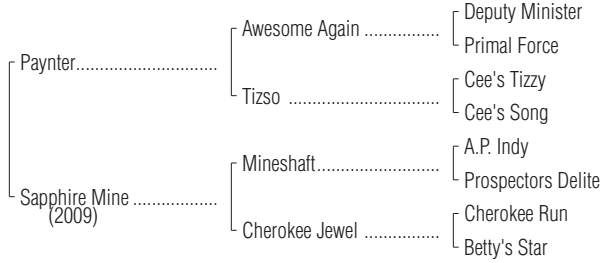 Deputy Minister
Awesome Again ................
Primal Force
Paynter..............................
Cee's Tizzy
Tizso ................................
Cee's Song
A.P. Indy
Mineshaft..........................
Prospectors Delite
Sapphire Mine ..................
(2009)
Cherokee Run
Cherokee Jewel ................
Betty's Star